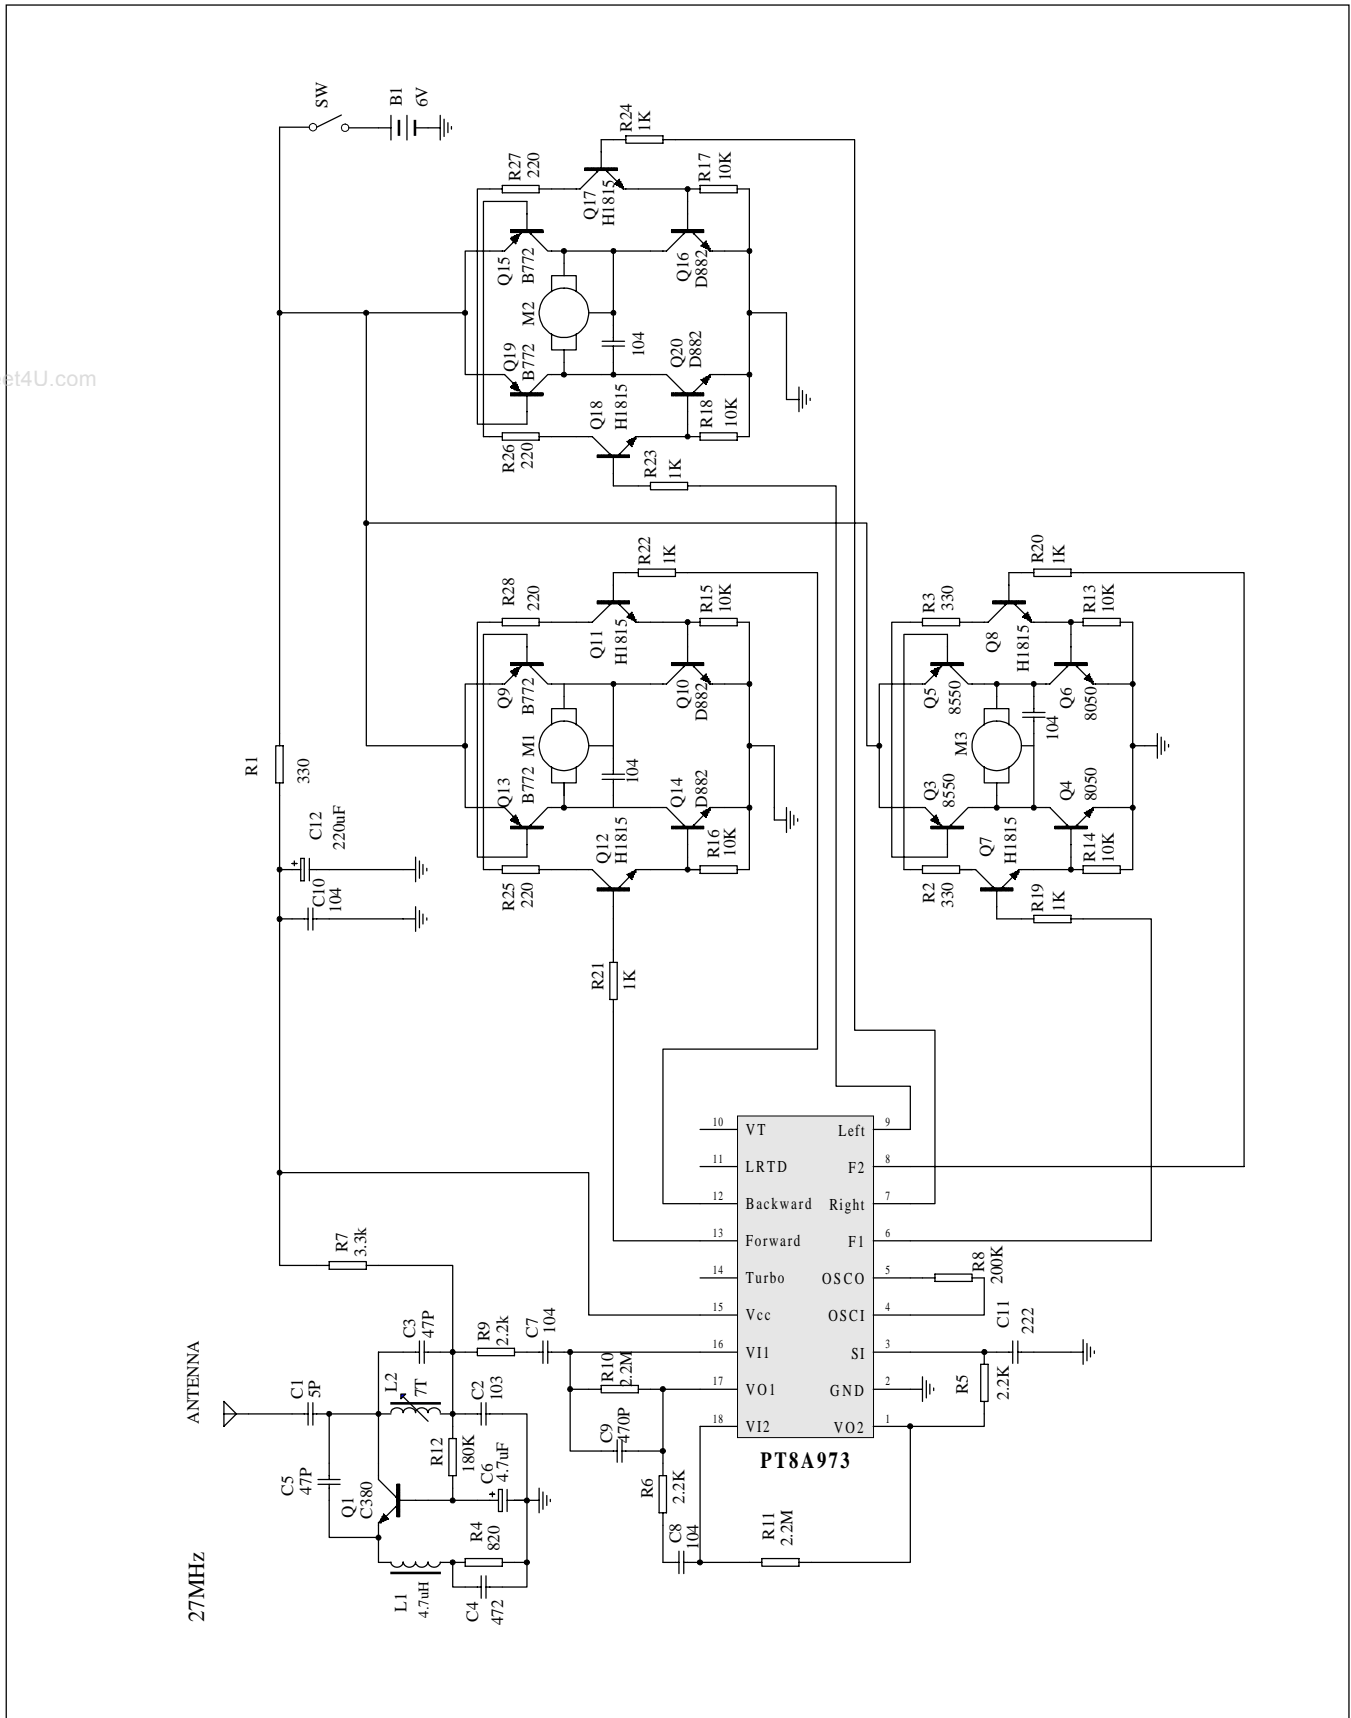 SW
B1
6V
R24
1K
R27
220
Q17
H1815
R17
10K
Q15
B772
M2
Q16
D882
Q19
B772
104
Q20
D882
et4U.com
Q18
H1815
R18
10K
R26
220
R23
1K
R22
1K
R28
220
Q11
H1815
R15
10K
R20
1K
R3
330
Q8
H1815
R13
10K
Q9
B772
M1
Q10
D882
Q5
8550
M3
Q6
8050
104
R1
330
Q13
B772
104
Q14
D882
Q3
8550
Q4
8050
C12
220uF
+
C10
104
Q12
H1815
R16
10K
R25
220
Q7
H1815
R14
10K
R2
330
R19
1K
R21
1K
10 VT Left 9
11 LRTD F2 8
12 Backward Right 7
13 Forward F1 6
14 Turbo OSCO 5
15 Vcc OSCI 4
16 VI1 SI 3
17 VO1 GND 2
18 VI2 VO2 1
PT8A973
R7
3.3k
R8
200K
C11
222
R5
2.2K
ANTENNA
C1
5P
C3
47P
L2
7T
R9
2.2k
C7
104
R10
2.2M
C2
103
C9
470P
R12
180K
C5
47P
Q1
C380
C6
4.7uF
+
R6
2.2K
R4
820
C8
104
R11
2.2M
L1
4.7uH
C4
472
27MHz